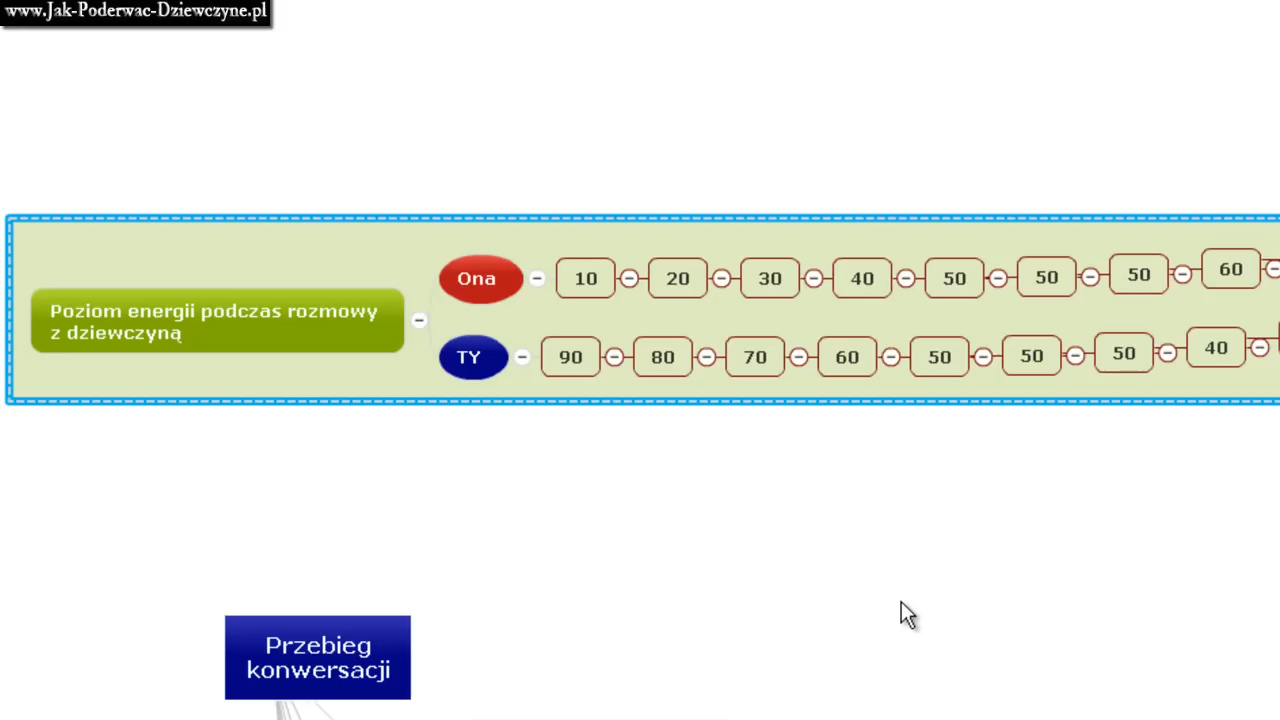 www.Jak-Poderwac-Dziewczyne.pl
Poziom energii podczas rozmowy
z dziewczyną
Ona 10 20 30 40 50 50 50 60
TY 90 80 70 60 50 50 50 40
Przebieg
konwersacji